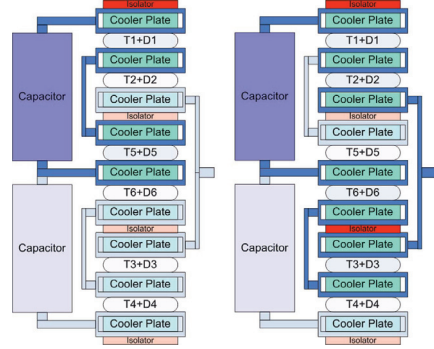 Isolator
Cooler Plate
T1+D1
Cooler Plate
Capacitor
T2+D2
Cooler Plate
Isolator
Cooler Plate
T5+D5
Cooler Plate
T6+D6
Cooler Plate
Isolator
Capacitor
Cooler Plate
T3+D3
Cooler Plate
T4+D4
Cooler Plate
Isolator
Isolator
Cooler Plate
T1+D1
Cooler Plate
Capacitor
T2+D2
Cooler Plate
Isolator
Cooler Plate
T5+D5
Cooler Plate
T6+D6
Cooler Plate
Isolator
Capacitor
Cooler Plate
T3+D3
Cooler Plate
T4+D4
Cooler Plate
Isolator